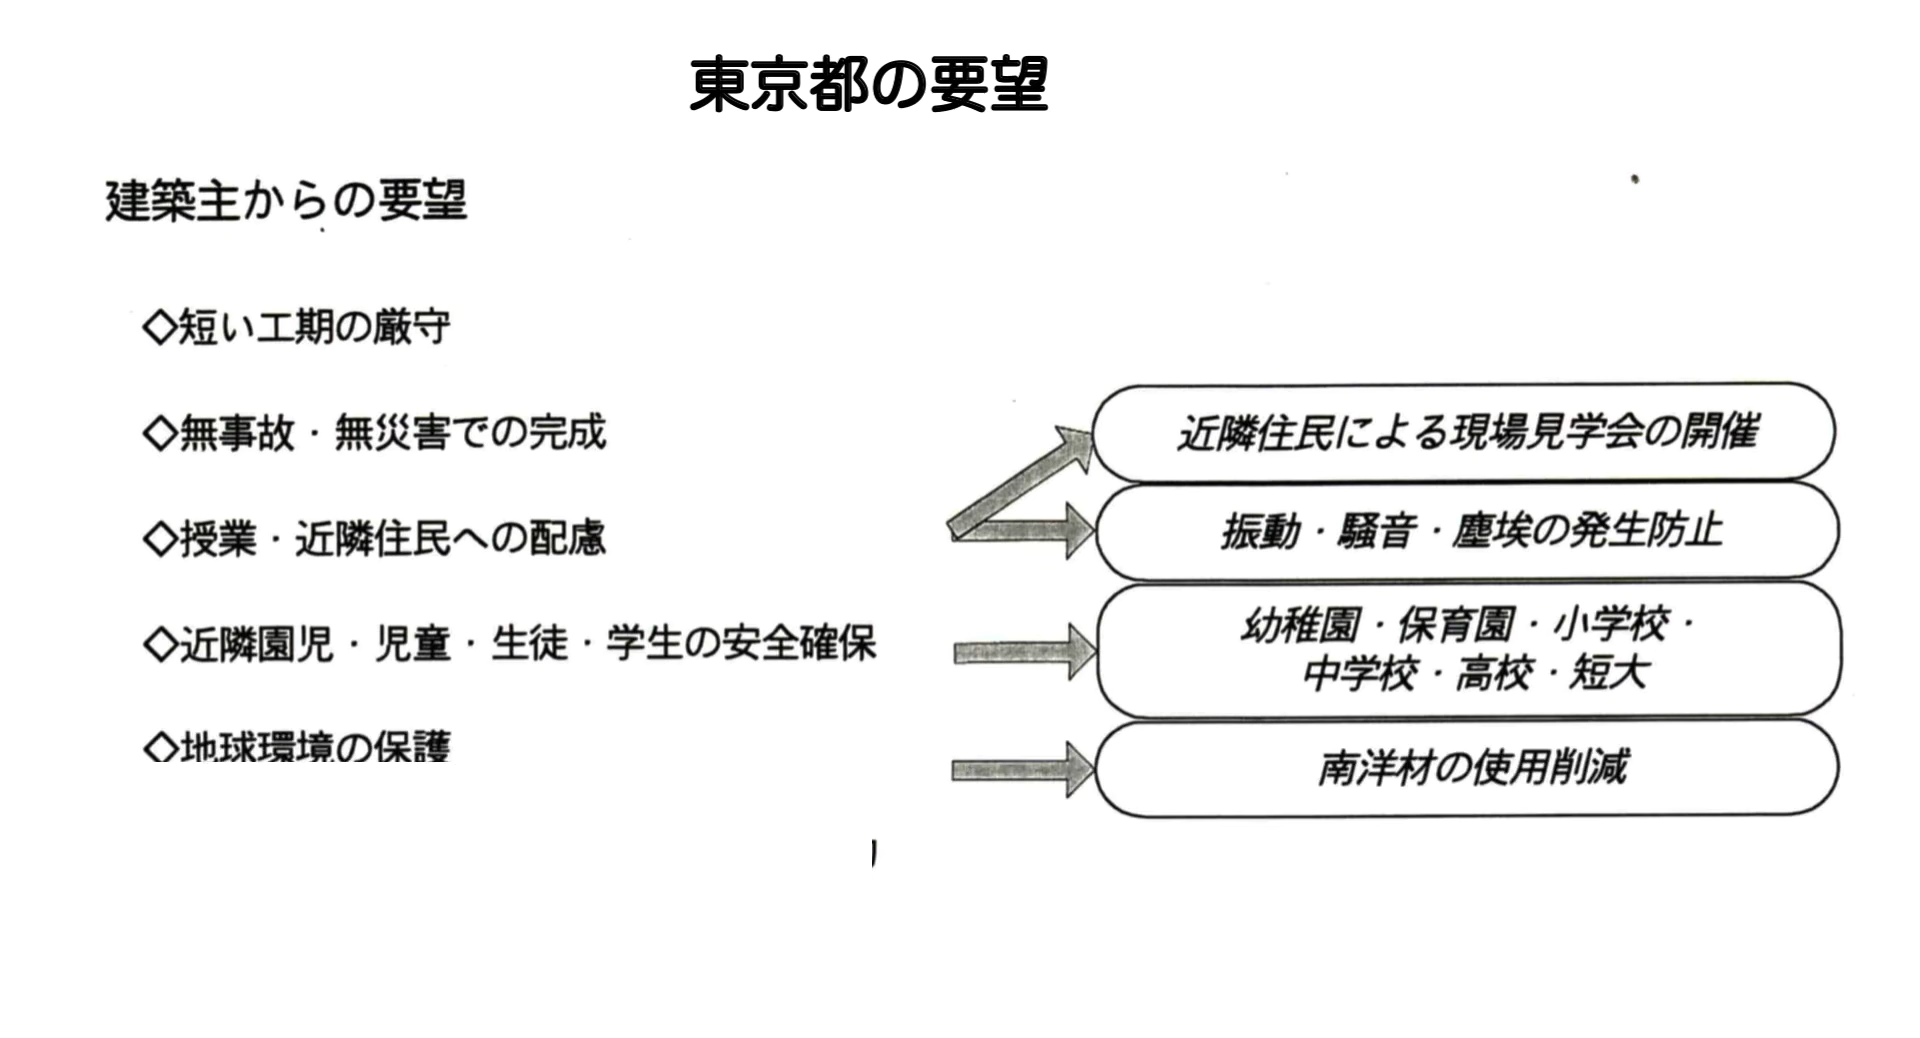 東京都の要望
建築主からの要望
◇短い工期の厳守
◇無事故・無災害での完成
◇授業・近隣住民への配慮
◇近隣園児・児童・生徒・学生の安全確保
◇地球環境の保護
近隣住民による現場見学会の開催
振動・騒音・塵埃の発生防止
幼稚園・保育園・小学校・
中学校・高校・短大
南洋材の使用削減